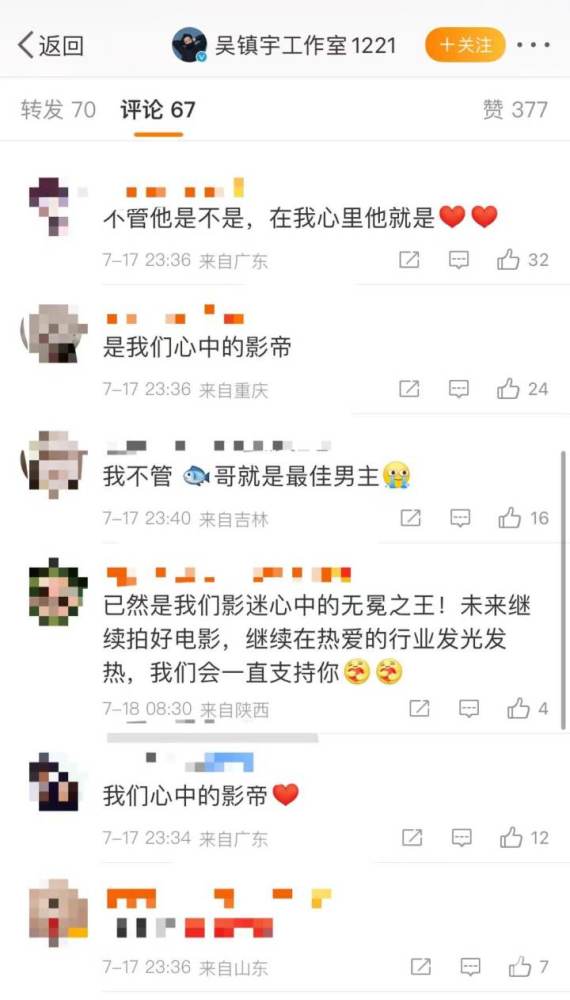 返回
吴镇宇工作室1221
+关注
转发 70
评论 67
赞 377
不管他是不是，在我心里他就是❤️❤️
7-17 23:36 来自广东
32
是我们心中的影帝
7-17 23:36 来自重庆
24
我不管 🐟哥就是最佳男主😭
7-17 23:40 来自吉林
16
已然是我们影迷心中的无冕之王！未来继
续拍好电影，继续在热爱的行业发光发
热，我们会一直支持你
7-18 08:30 来自陕西
4
我们心中的影帝❤️
7-17 23:34 来自广东
12
7-17 23:36 来自山东
7